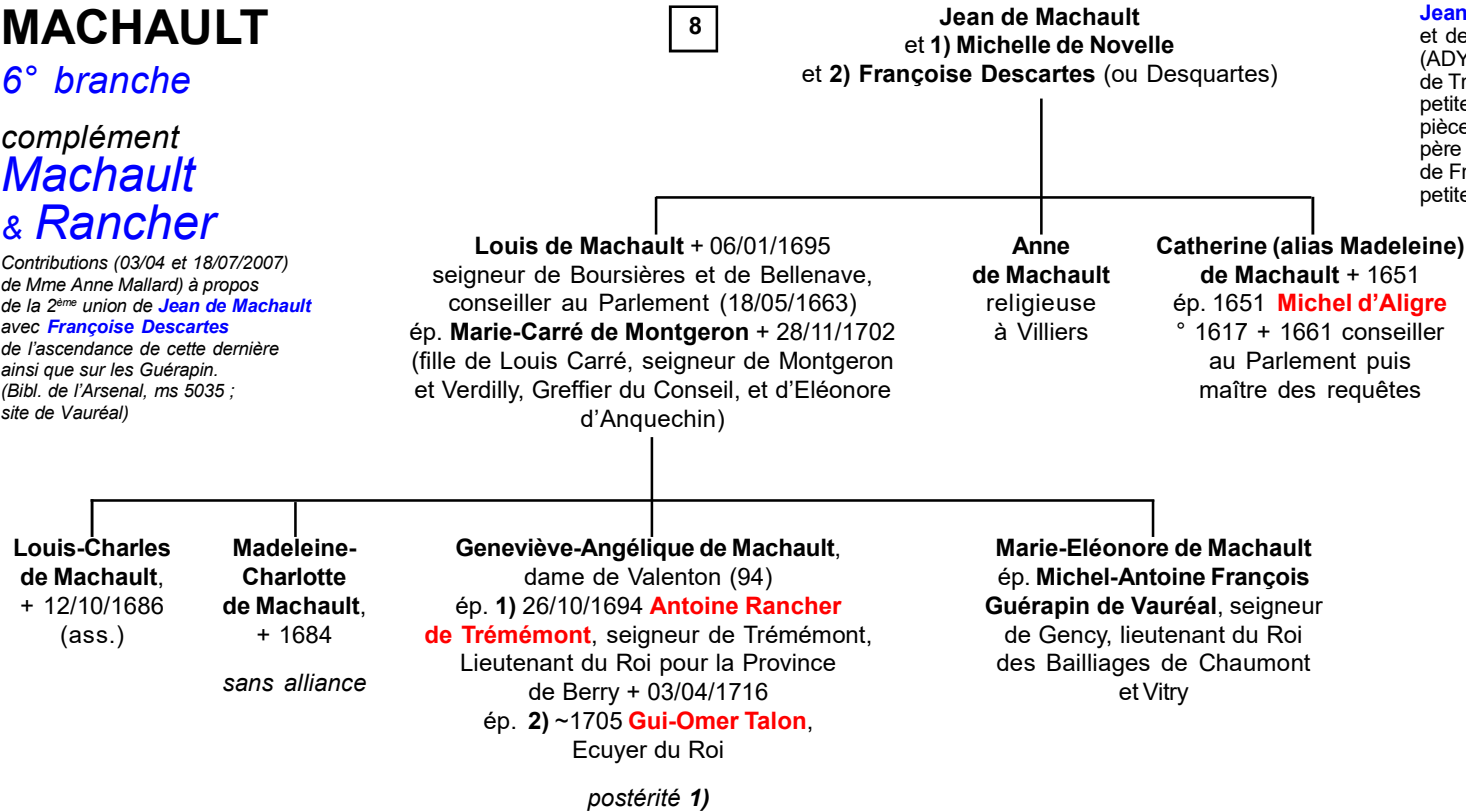 MACHAULT
6° branche
complément
Machault
& Rancher
Contributions (03/04 et 18/07/2007)
de Mme Anne Mallard) à propos
de la 2ème union de Jean de Machault
avec Françoise Descartes
de l'ascendance de cette dernière
ainsi que sur les Guérapin.
(Bibl. de l'Arsenal, ms 5035 ;
site de Vauréal)
8
Jean de Machault
et 1) Michelle de Novelle
et 2) Françoise Descartes (ou Desquartes)
Jean
et de
(ADY
de Tr
petite
pièce
père
de Fr
petite
Louis de Machault + 06/01/1695
seigneur de Boursières et de Bellenave,
conseiller au Parlement (18/05/1663)
ép. Marie-Carré de Montgeron + 28/11/1702
(fille de Louis Carré, seigneur de Montgeron
et Verdilly, Greffier du Conseil, et d'Eléonore
d'Anquechin)
Anne
de Machault
religieuse
à Villiers
Catherine (alias Madeleine)
de Machault + 1651
ép. 1651 Michel d'Aligre
° 1617 + 1661 conseiller
au Parlement puis
maître des requêtes
Louis-Charles
de Machault,
+ 12/10/1686
(ass.)
Madeleine-
Charlotte
de Machault,
+ 1684
sans alliance
Geneviève-Angélique de Machault,
dame de Valenton (94)
ép. 1) 26/10/1694 Antoine Rancher
de Trémémont, seigneur de Trémémont,
Lieutenant du Roi pour la Province
de Berry + 03/04/1716
ép. 2) ~1705 Gui-Omer Talon,
Ecuyer du Roi
postérité 1)
Marie-Eléonore de Machault
ép. Michel-Antoine François
Guérapin de Vauréal, seigneur
de Gency, lieutenant du Roi
des Bailliages de Chaumont
et Vitry